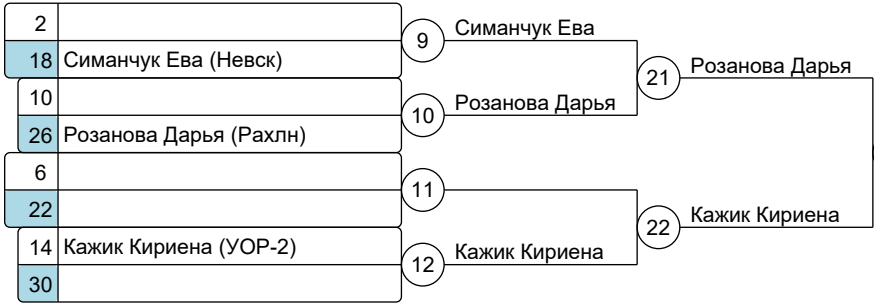 2
9 Симанчук Ева
18 Симанчук Ева (Невск)
21 Розанова Дарья
10
10 Розанова Дарья
26 Розанова Дарья (Рахлн)
6
11
22
22 Кажик Кириена
14 Кажик Кириена (УОР-2)
12 Кажик Кириена
30